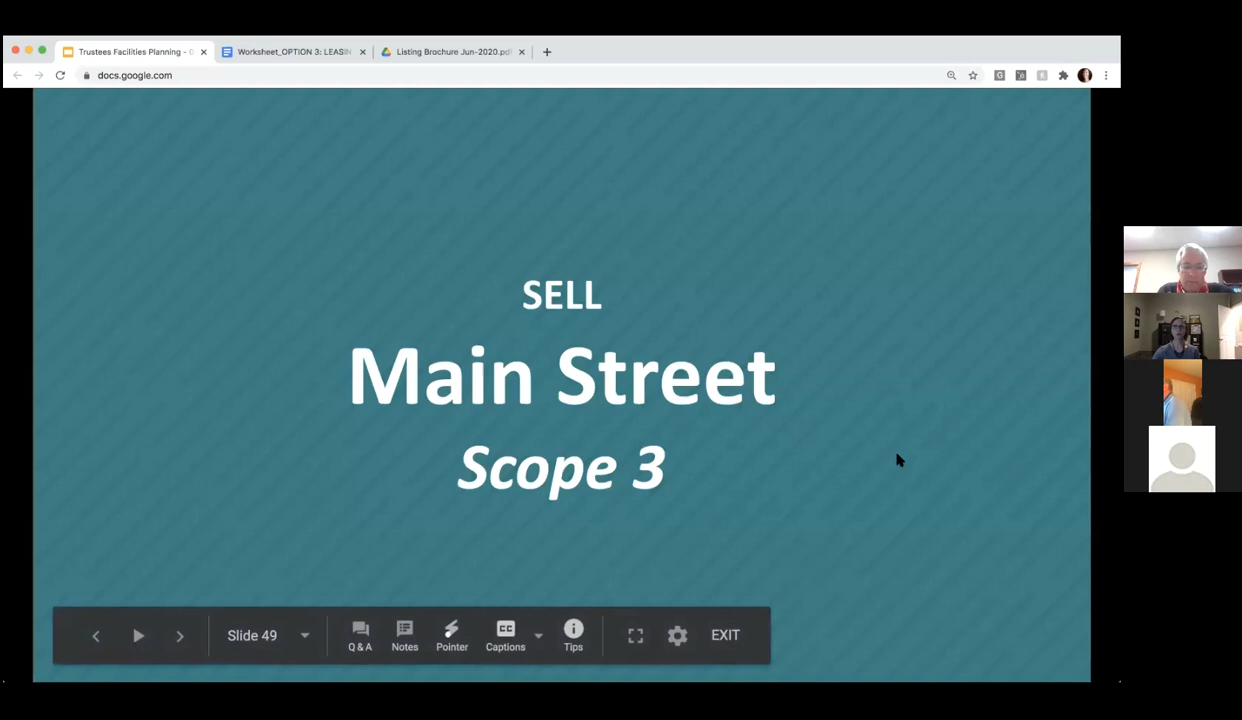 Trustees Facilities Planning - 
Worksheet_OPTION 3: LEASIN
Listing Brochure Jun-2020.pdf
docs.google.com
SELL
Main Street
Scope 3
Slide 49
Q & A
Notes
Pointer
CC
Captions
Tips
EXIT